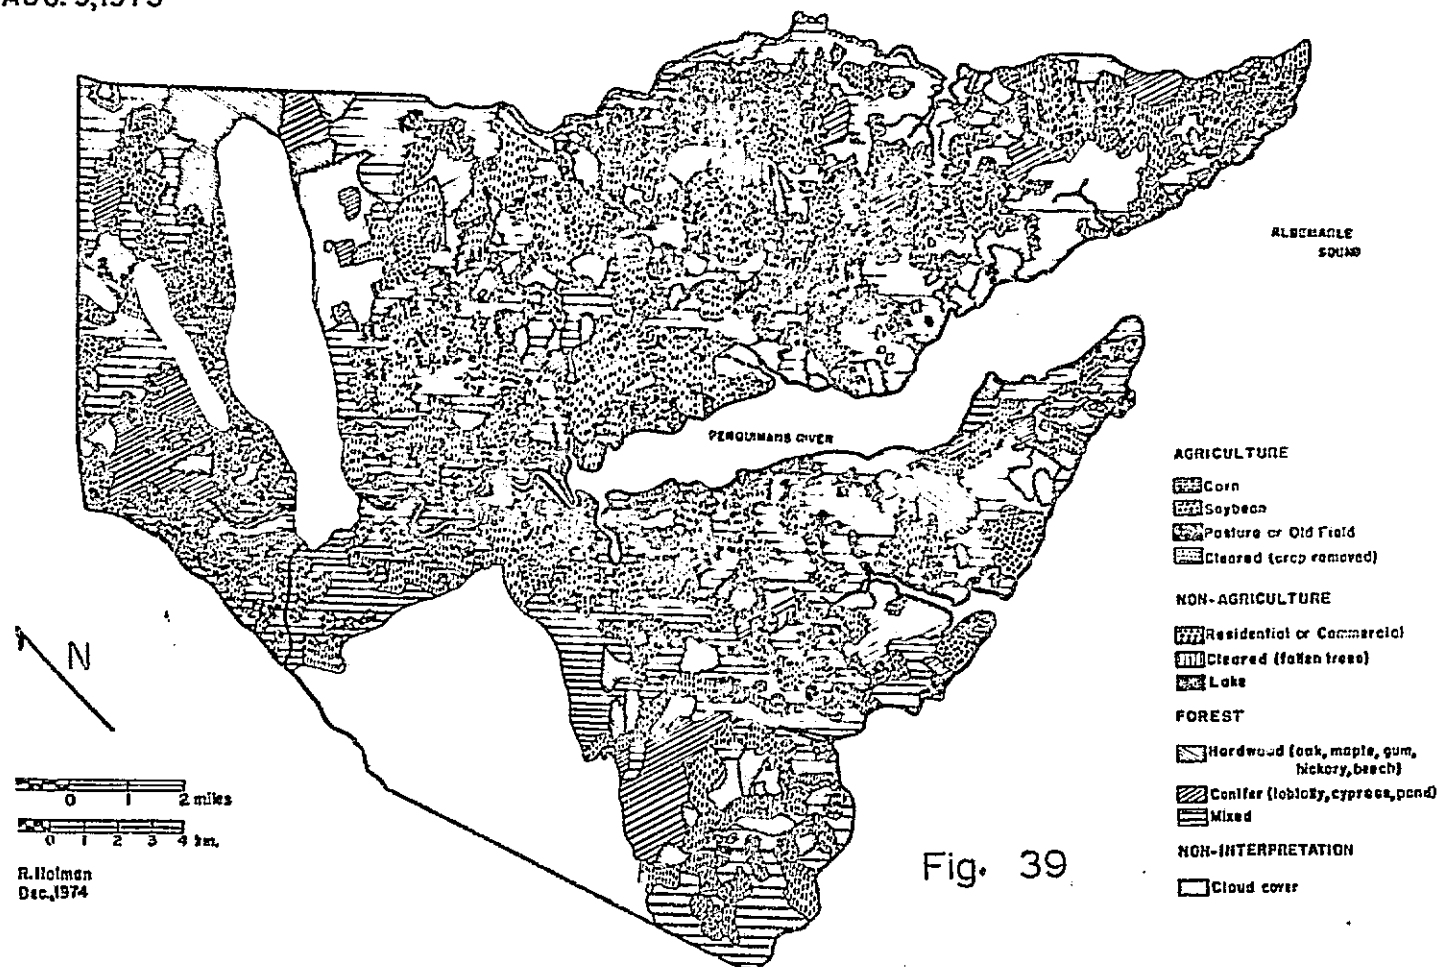 AUG. 9, 1973
ALBEMARLE
SOUND
PERQUIMANS RIVER
AGRICULTURE
Corn
Soybean
Pasture or Old Field
Cleared (crop removed)
NON-AGRICULTURE
Residential or Commercial
Cleared (fallen trees)
Lake
FOREST
Hardwood (oak, maple, gum,
hickory, beech)
Conifer (loblolly, cypress, pond)
Mixed
NON-INTERPRETATION
Cloud cover
N
0 1 2 miles
0 1 2 3 4 km.
R. Holman
Dec., 1974
Fig. 39